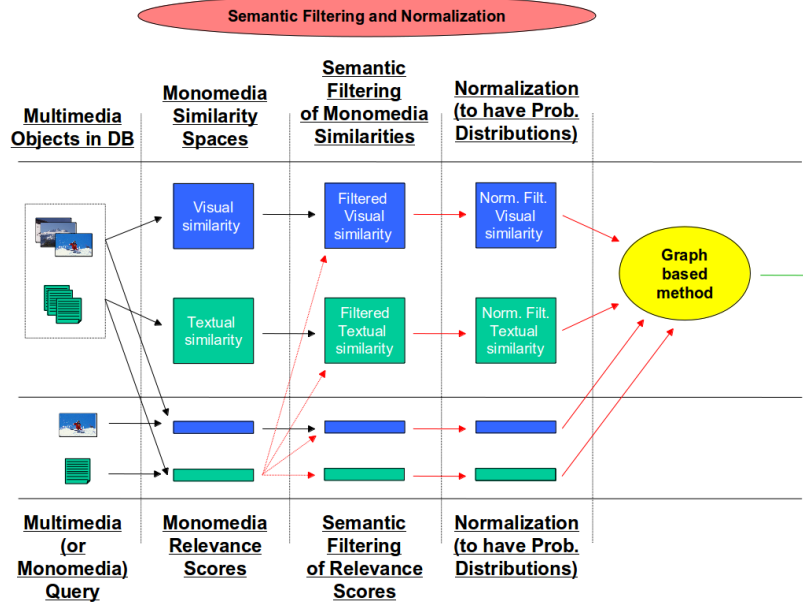 Semantic Filtering and Normalization
Multimedia
Objects in DB
Monomedia
Similarity
Spaces
Semantic
Filtering
of Monomedia
Similarities
Normalization
(to have Prob.
Distributions)
Visual
similarity
Filtered
Visual
similarity
Norm. Filt.
Visual
similarity
Graph
based
method
Textual
similarity
Filtered
Textual
similarity
Norm. Filt.
Textual
similarity
Multimedia
(or
Monomedia)
Query
Monomedia
Relevance
Scores
Semantic
Filtering
of Relevance
Scores
Normalization
(to have Prob.
Distributions)